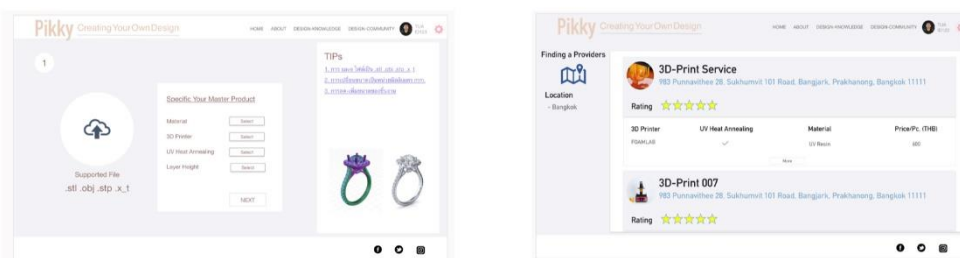 Pikky Creating Your Own Design
HOME ABOUT DESIGN-KNOWLEDGE DESIGN-COMMUNITY
1
Supported File
.stl .obj .stp .x_t
Specific Your Master Product
Material Select
3D Printer Select
UV Heat Annealing Select
Layer Height Select
NEXT
TIPs
Pikky Creating Your Own Design
HOME ABOUT DESIGN-KNOWLEDGE DESIGN-COMMUNITY
Finding a Providers
Location
- Bangkok
3D-Print Service
983 Punnavithee 28, Sukhumvit 101 Road, Bangjark, Prakhanong, Bangkok 11111
Rating
3D Printer UV Heat Annealing Material Price/Pc. (THB)
FOAMLAB UV Resin 600
More
3D-Print 007
983 Punnavithee 28, Sukhumvit 101 Road, Bangjark, Prakhanong, Bangkok 11111
Rating